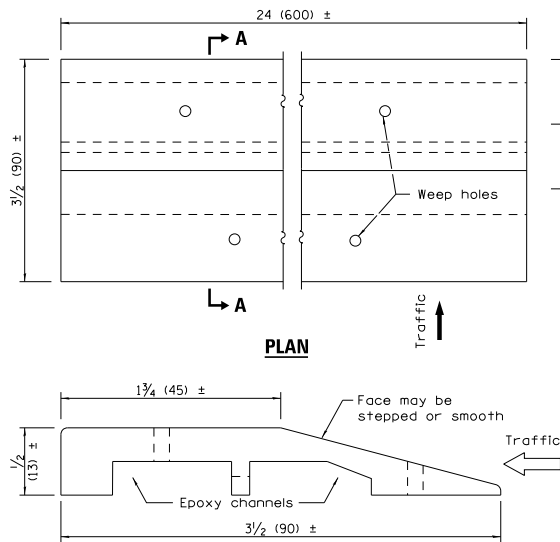 24 (600) ±
A
3½ (90) ±
Weep holes
A
Traffic
PLAN
1¾ (45) ±
Face may be
stepped or smooth
Traffic
½
(13) ±
Epoxy channels
3½ (90) ±